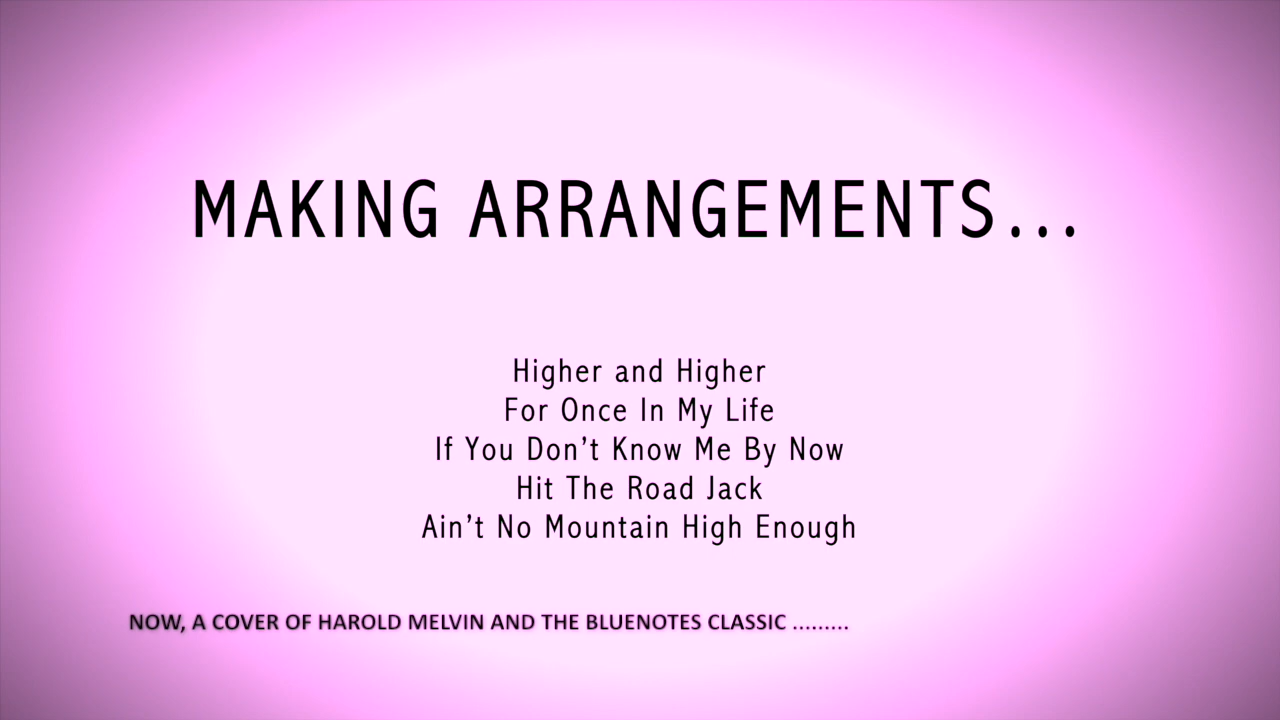 MAKING ARRANGEMENTS...
Higher and Higher
For Once In My Life
If You Don’t Know Me By Now
Hit The Road Jack
Ain’t No Mountain High Enough
NOW, A COVER OF HAROLD MELVIN AND THE BLUENOTES CLASSIC .........